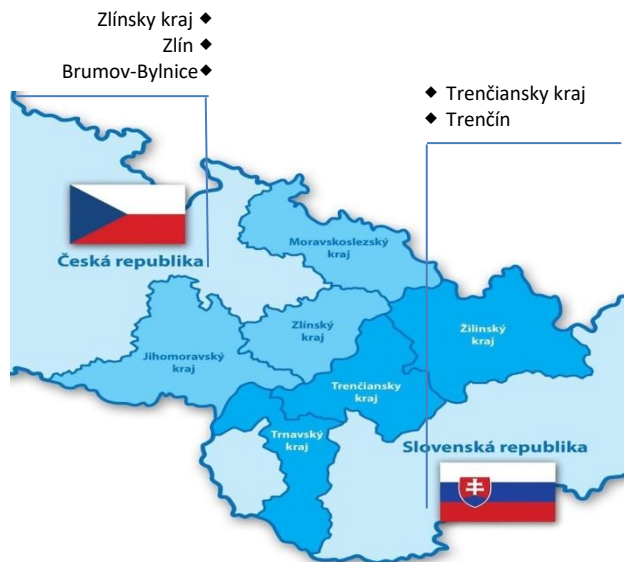 Zlínsky kraj
Zlín
Brumov-Bylnice
Trenčiansky kraj
Trenčín
Moravskoslezský
kraj
Česká republika
Zlínský
kraj
Žilinský
kraj
Jihomoravský
kraj
Trenčiansky
kraj
Trnavský
kraj
Slovenská republika